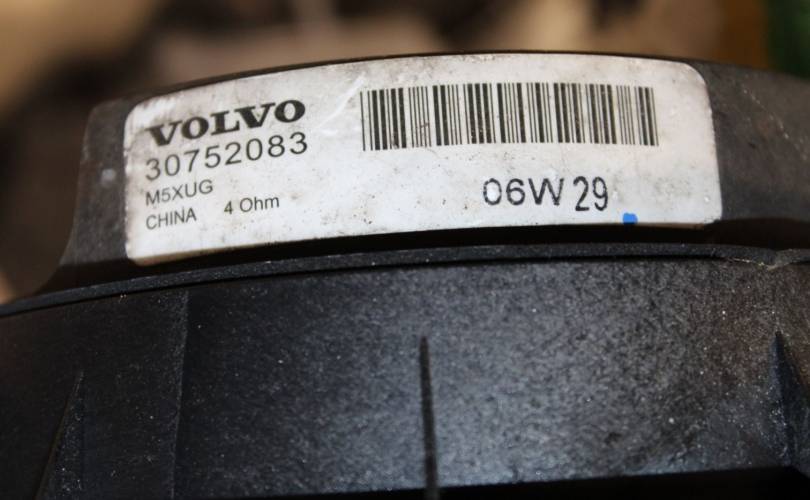 VOLVO
30752083
M5XUG
CHINA 4 Ohm
06W 29